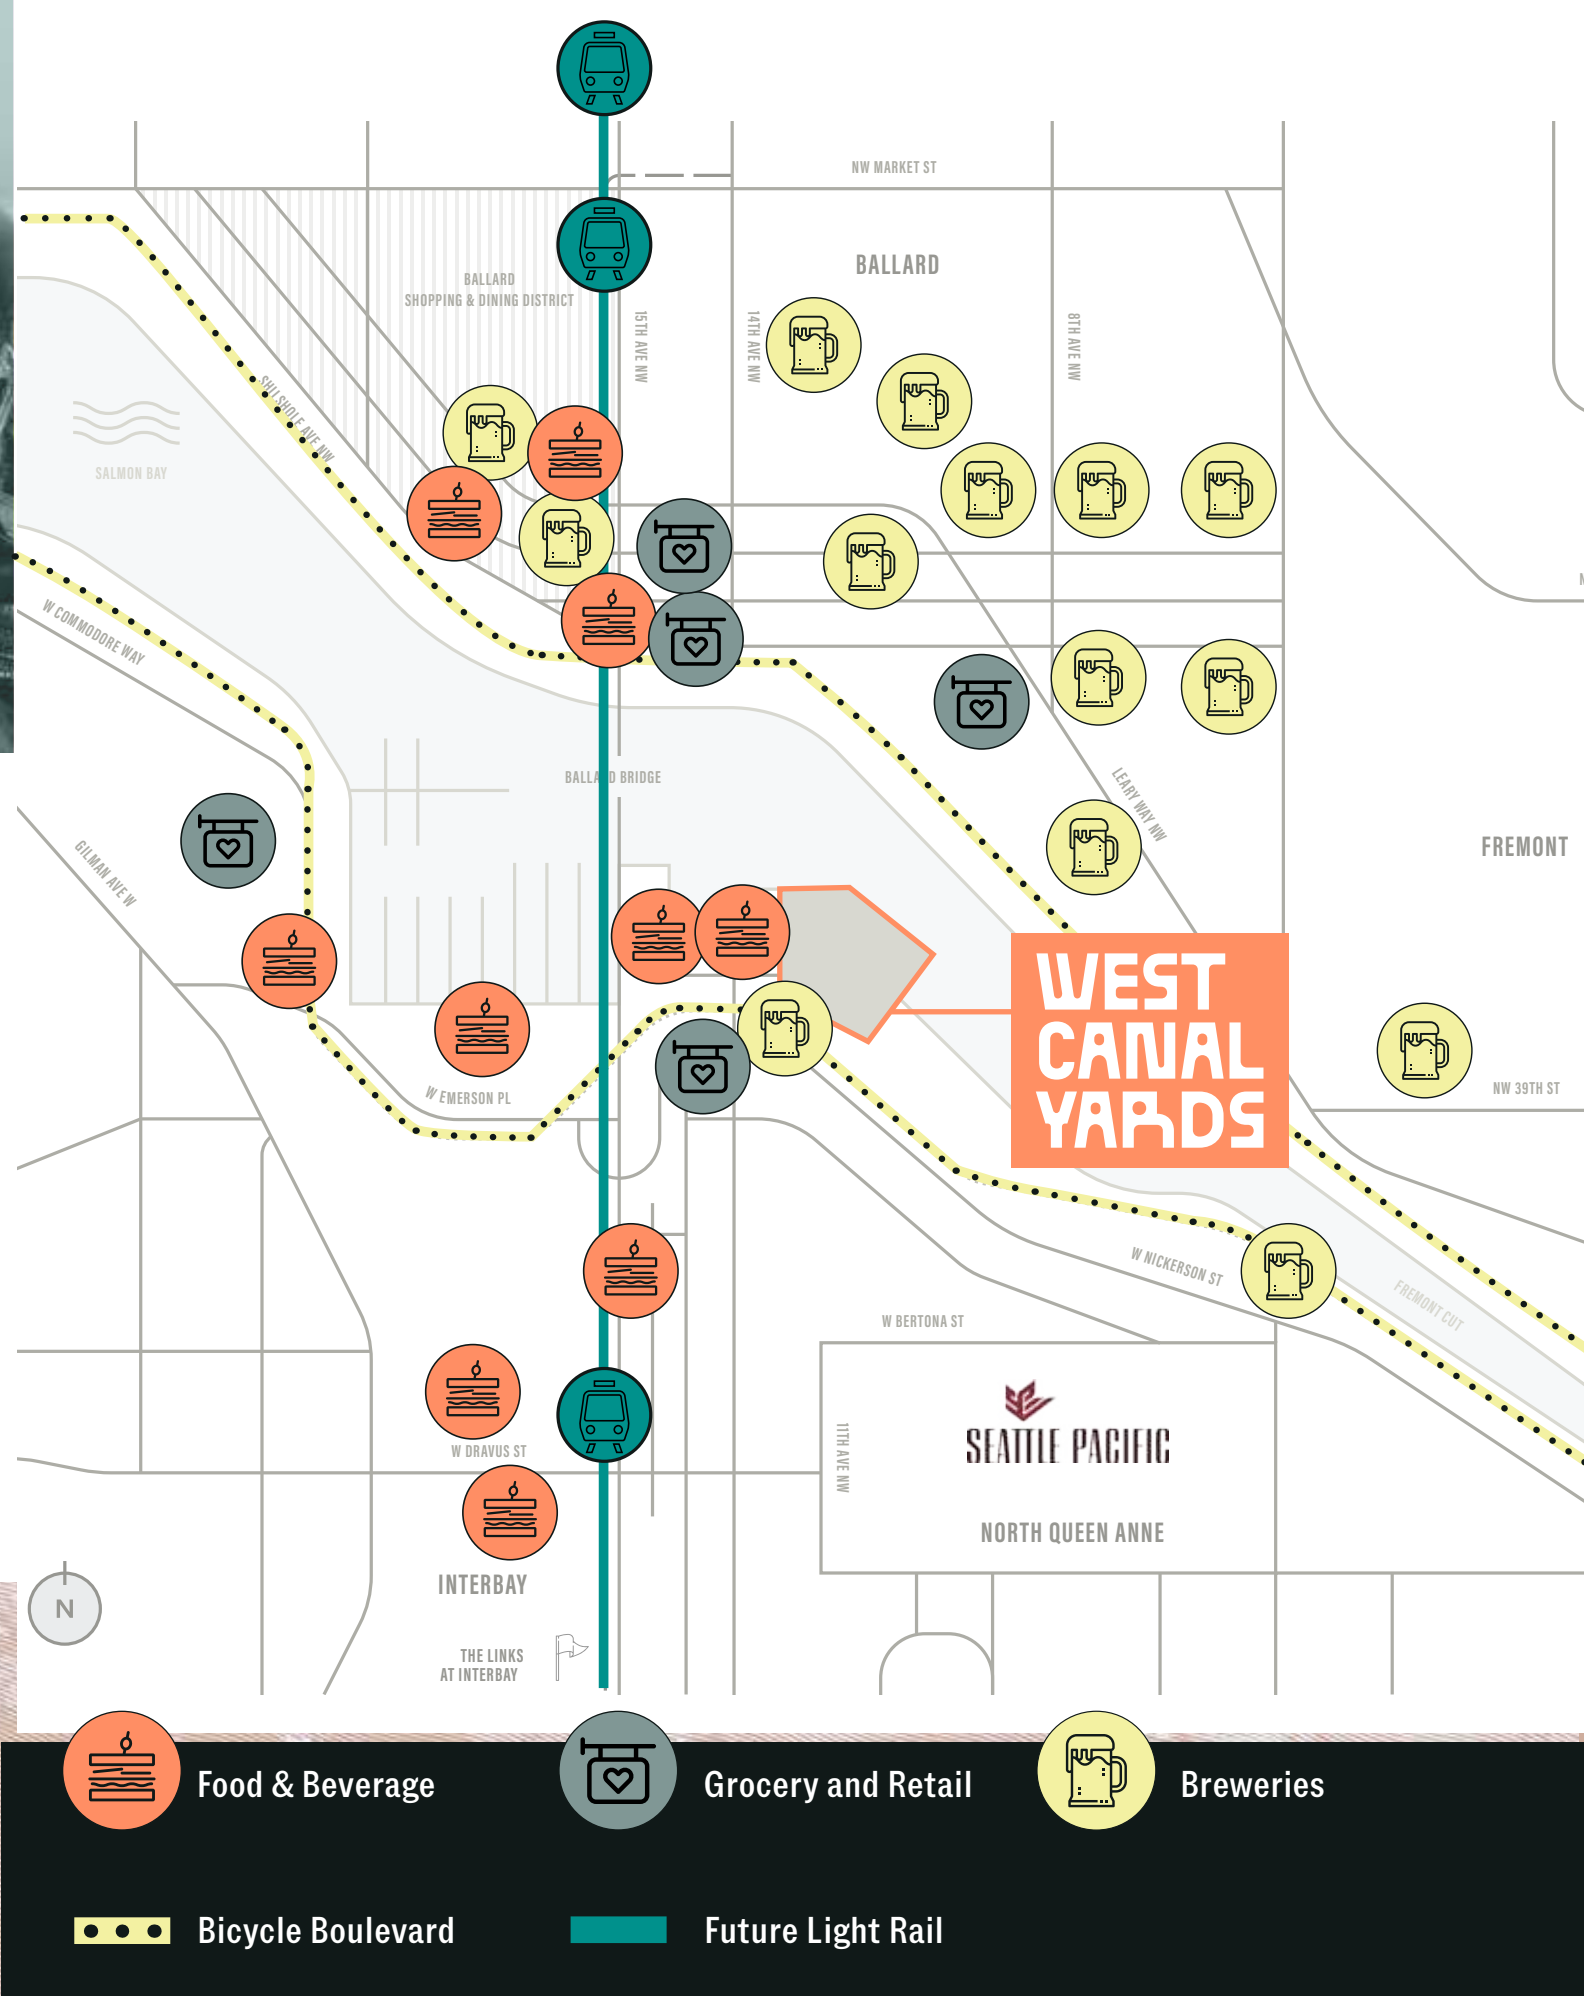 NW MARKET ST
BALLARD
BALLARD
SHOPPING & DINING DISTRICT
15TH AVE NW
14TH AVE NW
8TH AVE NW
SHILSHOLE AVE NW
SALMON BAY
W COMMODORE WAY
BALLARD BRIDGE
LEARY WAY NW
GILMAN AVE W
FREMONT
WEST
CANAL
YARDS
W EMERSON PL
NW 39TH ST
W NICKERSON ST
FREMONT CUT
W BERTONA ST
11TH AVE NW
SEATTLE PACIFIC
W DRAVUS ST
NORTH QUEEN ANNE
INTERBAY
N
THE LINKS
AT INTERBAY
Food & Beverage
Grocery and Retail
Breweries
Bicycle Boulevard
Future Light Rail